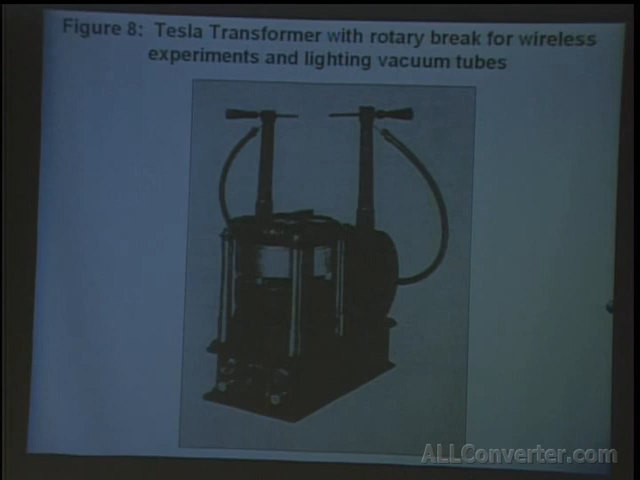 Figure 8: Tesla Transformer with rotary break for wireless
experiments and lighting vacuum tubes
ALLConverter.com